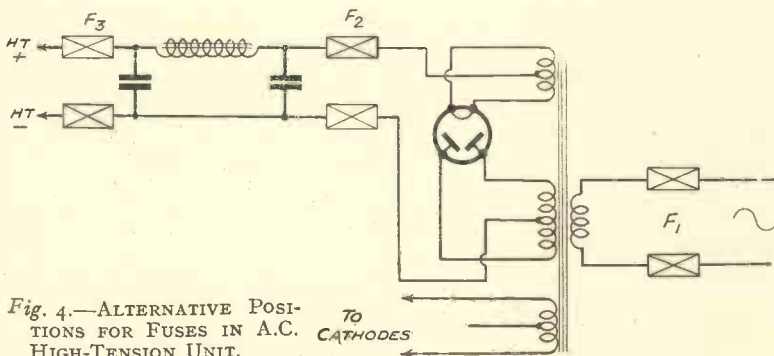 F3
F2
HT
+
HT
−
F1
Fig. 4.—ALTERNATIVE POSI-
TIONS FOR FUSES IN A.C.
HIGH-TENSION UNIT.
TO
CATHODES